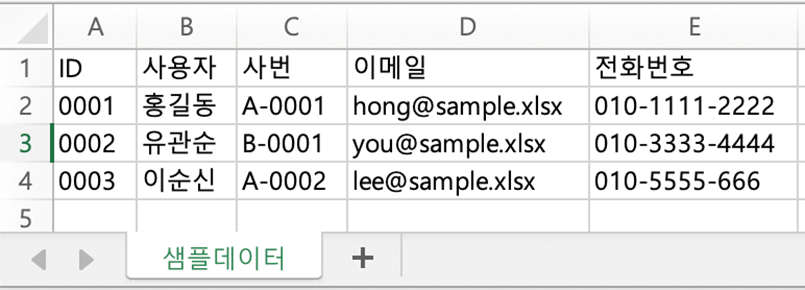 A B C D E
1 ID 사용자 사번 이메일 전화번호
2 0001 홍길동 A-0001 hong@sample.xlsx 010-1111-2222
3 0002 유관순 B-0001 you@sample.xlsx 010-3333-4444
4 0003 이순신 A-0002 lee@sample.xlsx 010-5555-666
5
샘플데이터 +